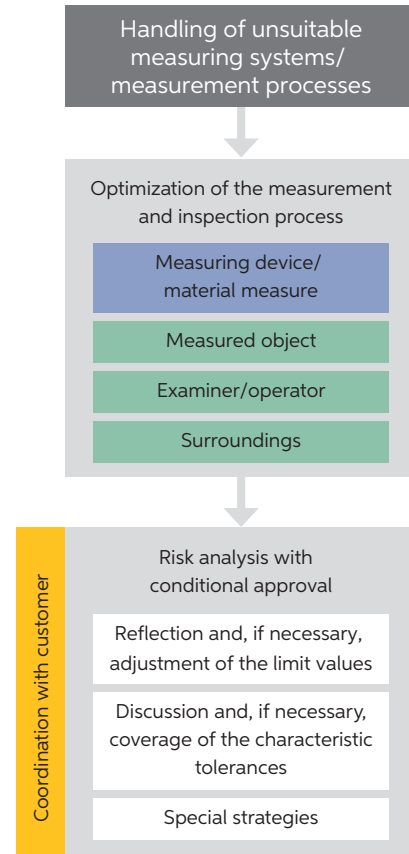 Handling of unsuitable
measuring systems/
measurement processes
Optimization of the measurement
and inspection process
Measuring device/
material measure
Measured object
Examiner/operator
Surroundings
Coordination with customer
Risk analysis with
conditional approval
Reflection and, if necessary,
adjustment of the limit values
Discussion and, if necessary,
coverage of the characteristic
tolerances
Special strategies